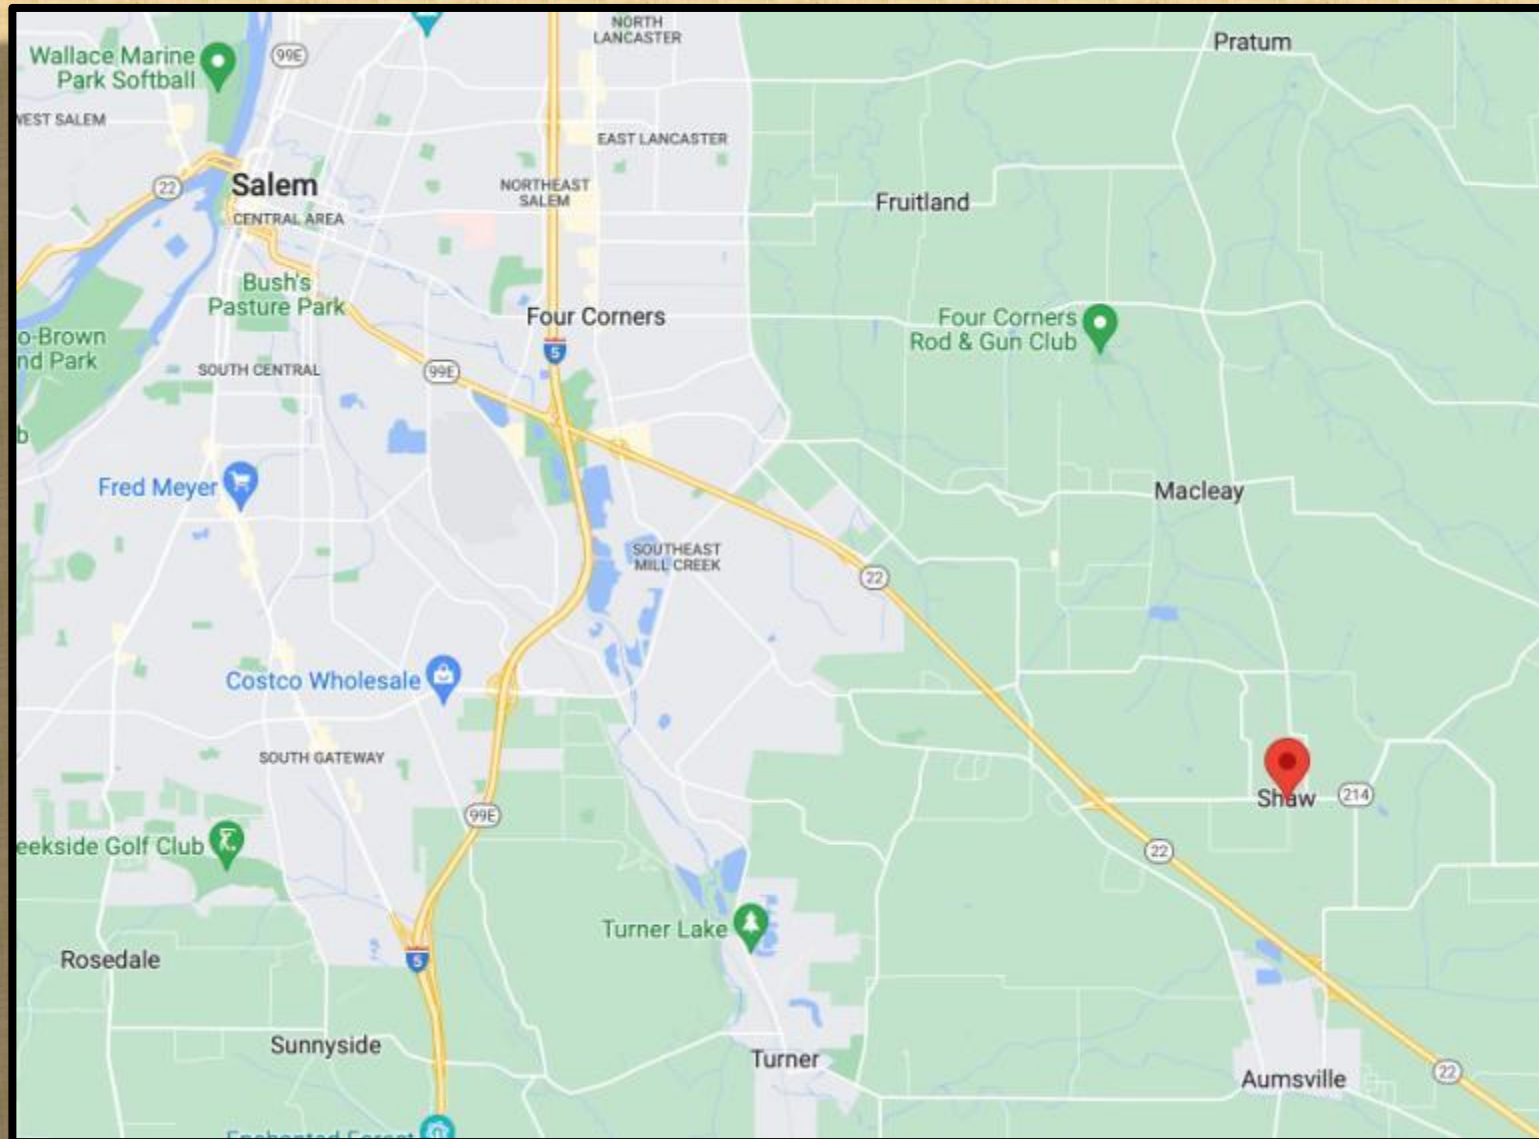 NORTH
LANCASTER
Pratum
Wallace Marine
Park Softball
99E
WEST SALEM
EAST LANCASTER
22
Salem
CENTRAL AREA
NORTHEAST
SALEM
Fruitland
Bush's
Pasture Park
Four Corners
Four Corners
Rod & Gun Club
o-Brown
nd Park
5
SOUTH CENTRAL
99E
b
Fred Meyer
Macleay
SOUTHEAST
MILL CREEK
22
Costco Wholesale
SOUTH GATEWAY
Shaw
214
99E
eekside Golf Club
22
Turner Lake
Rosedale
5
Sunnyside
Turner
Aumsville
22
Enchanted Forest